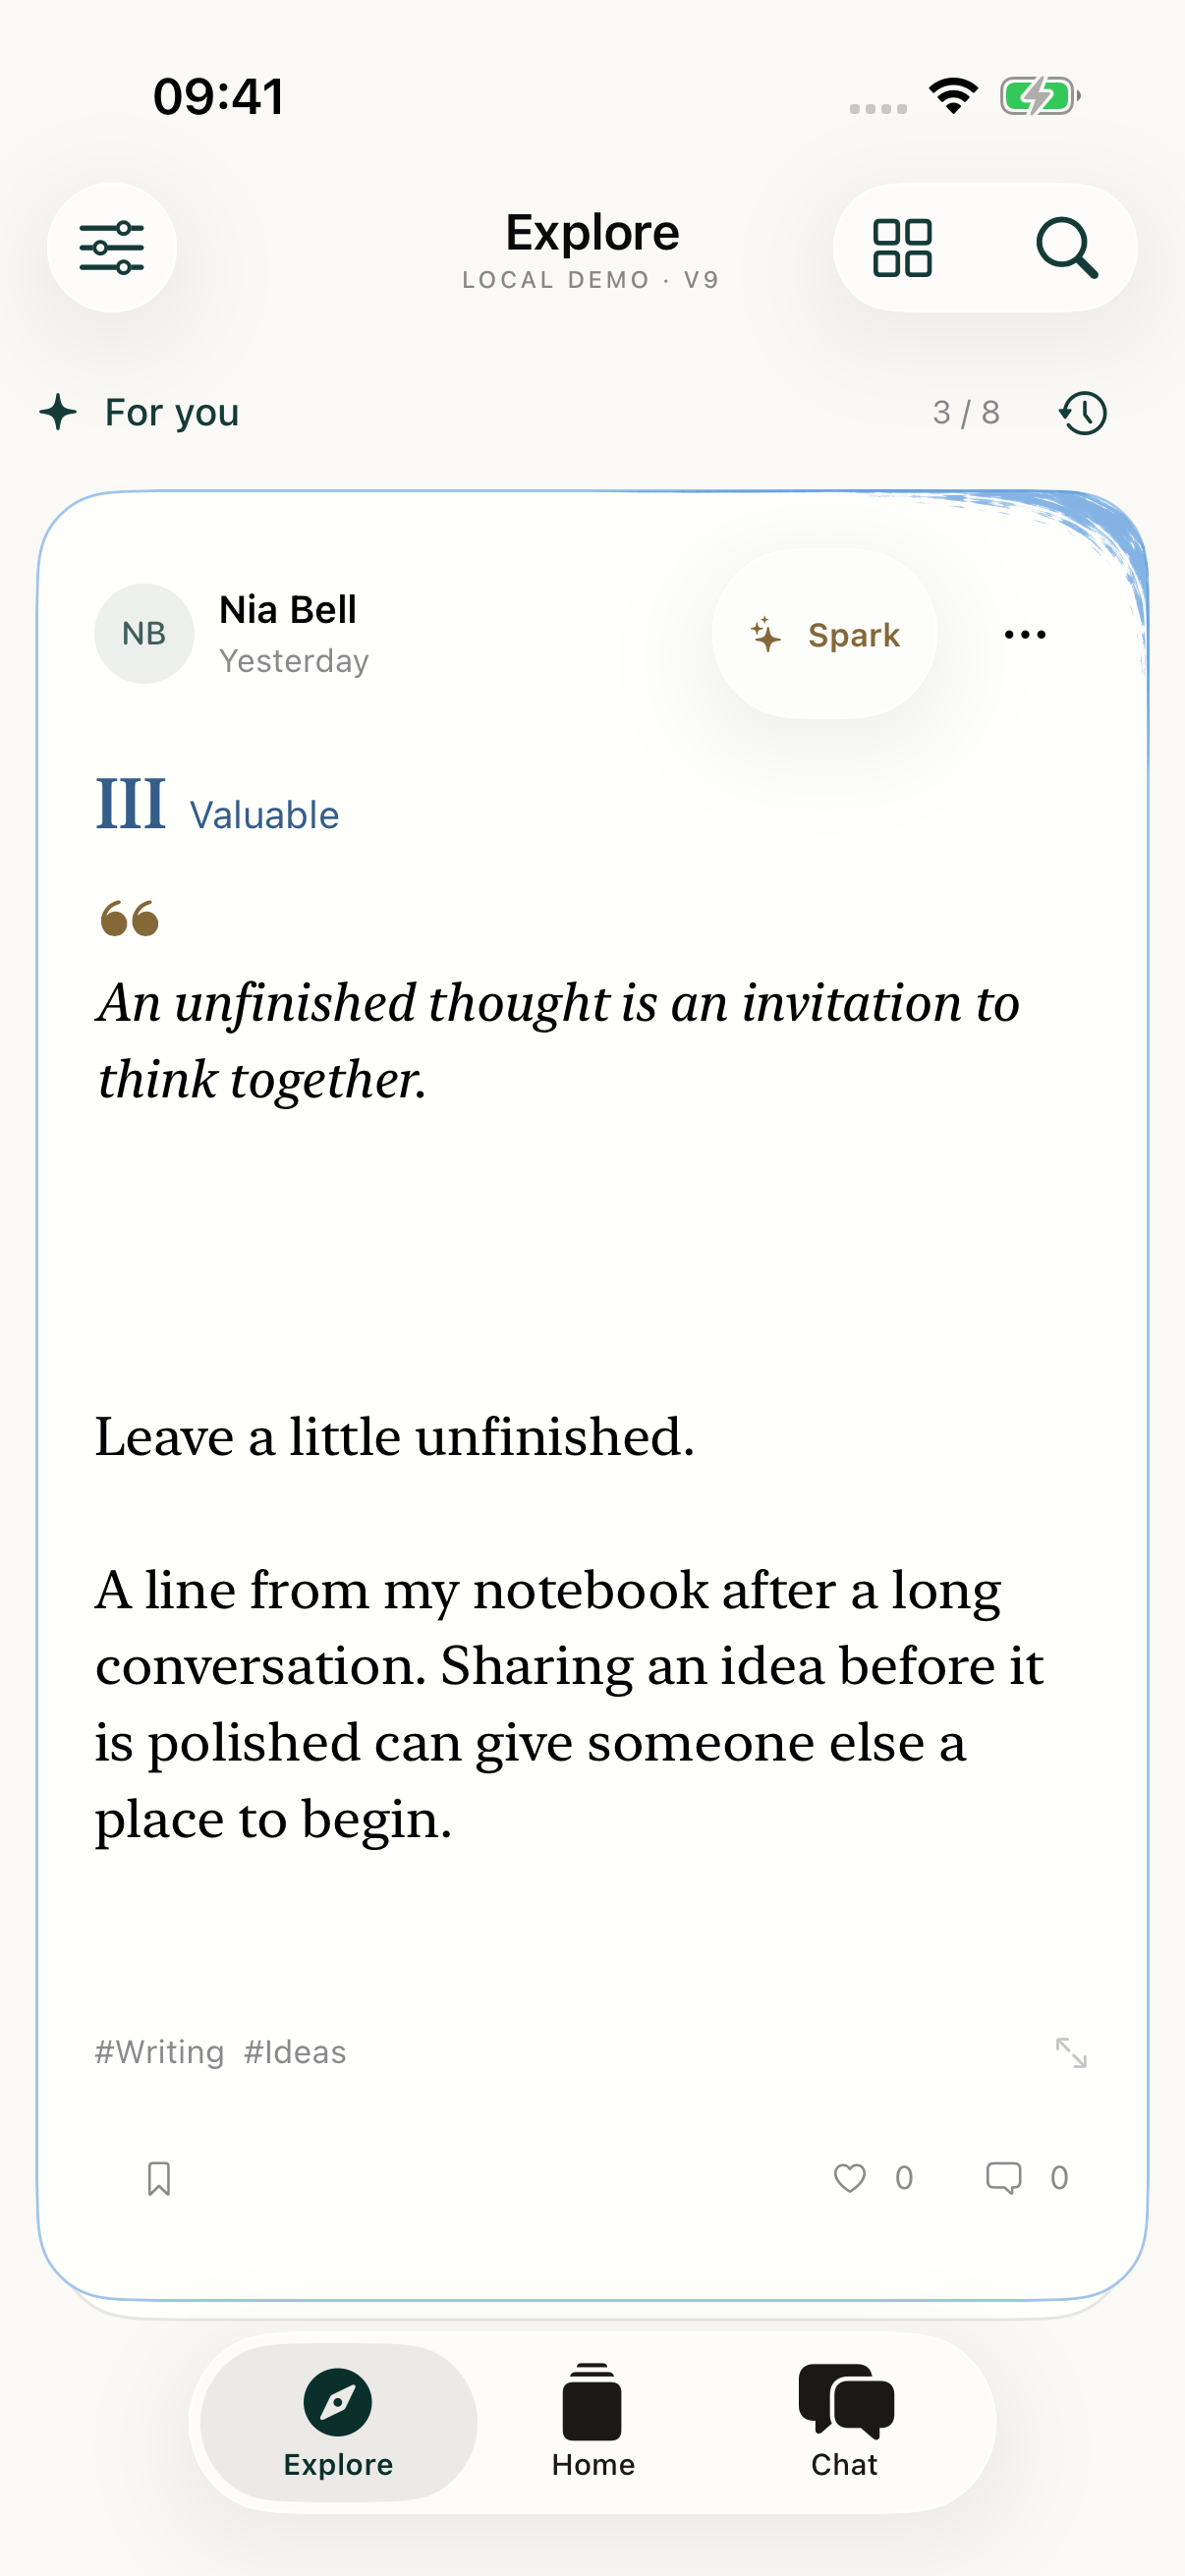 09:41
Explore
LOCAL DEMO · V9
For you
3 / 8
NB
Nia Bell
Yesterday
Spark
III Valuable
“
An unfinished thought is an invitation to
think together.
Leave a little unfinished.
A line from my notebook after a long
conversation. Sharing an idea before it
is polished can give someone else a
place to begin.
#Writing #Ideas
0
0
Explore
Home
Chat